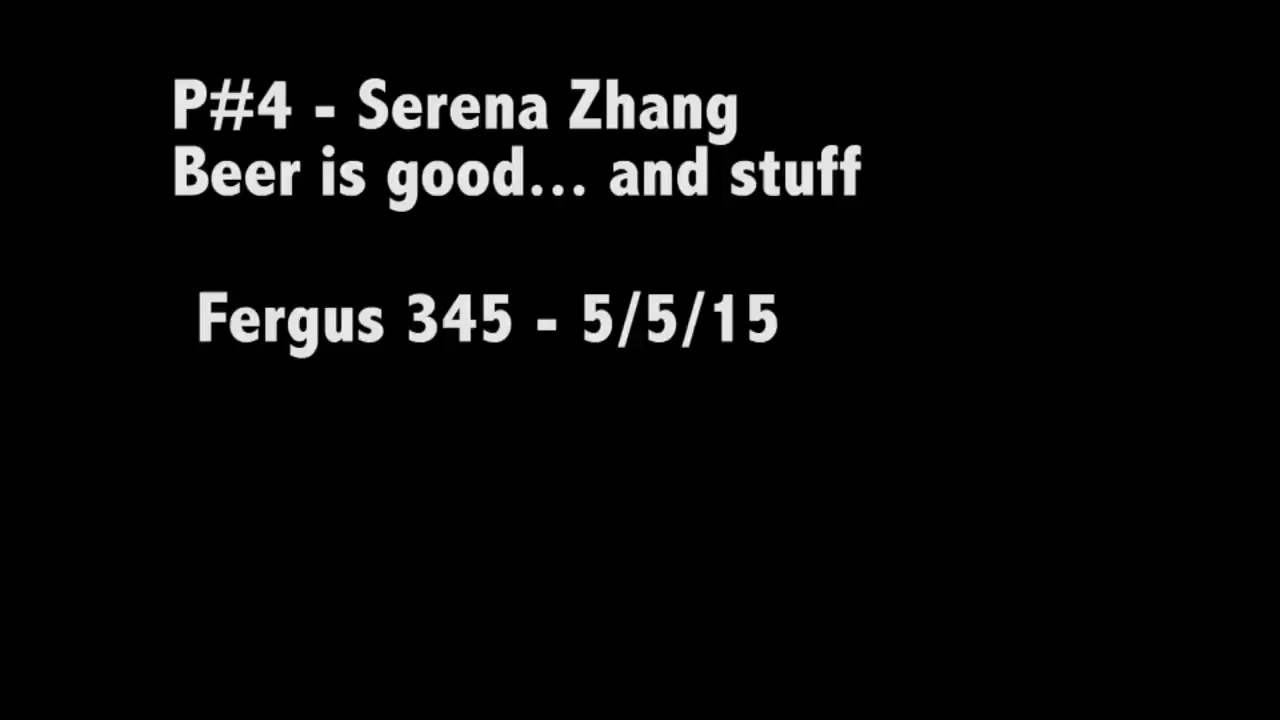 P#4 - Serena Zhang
Beer is good... and stuff
Fergus 345 - 5/5/15